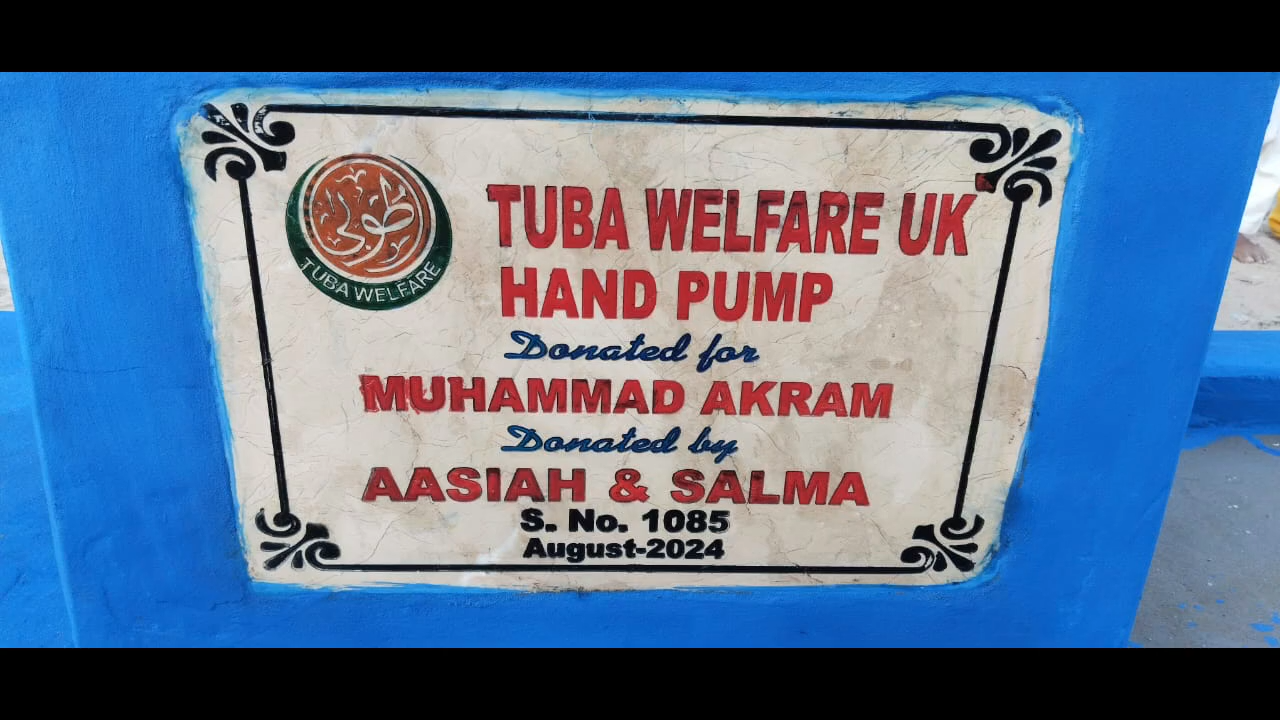 طوبى
TUBA WELFARE
TUBA WELFARE UK
HAND PUMP
Donated for
MUHAMMAD AKRAM
Donated by
AASIAH & SALMA
S. No. 1085
August-2024